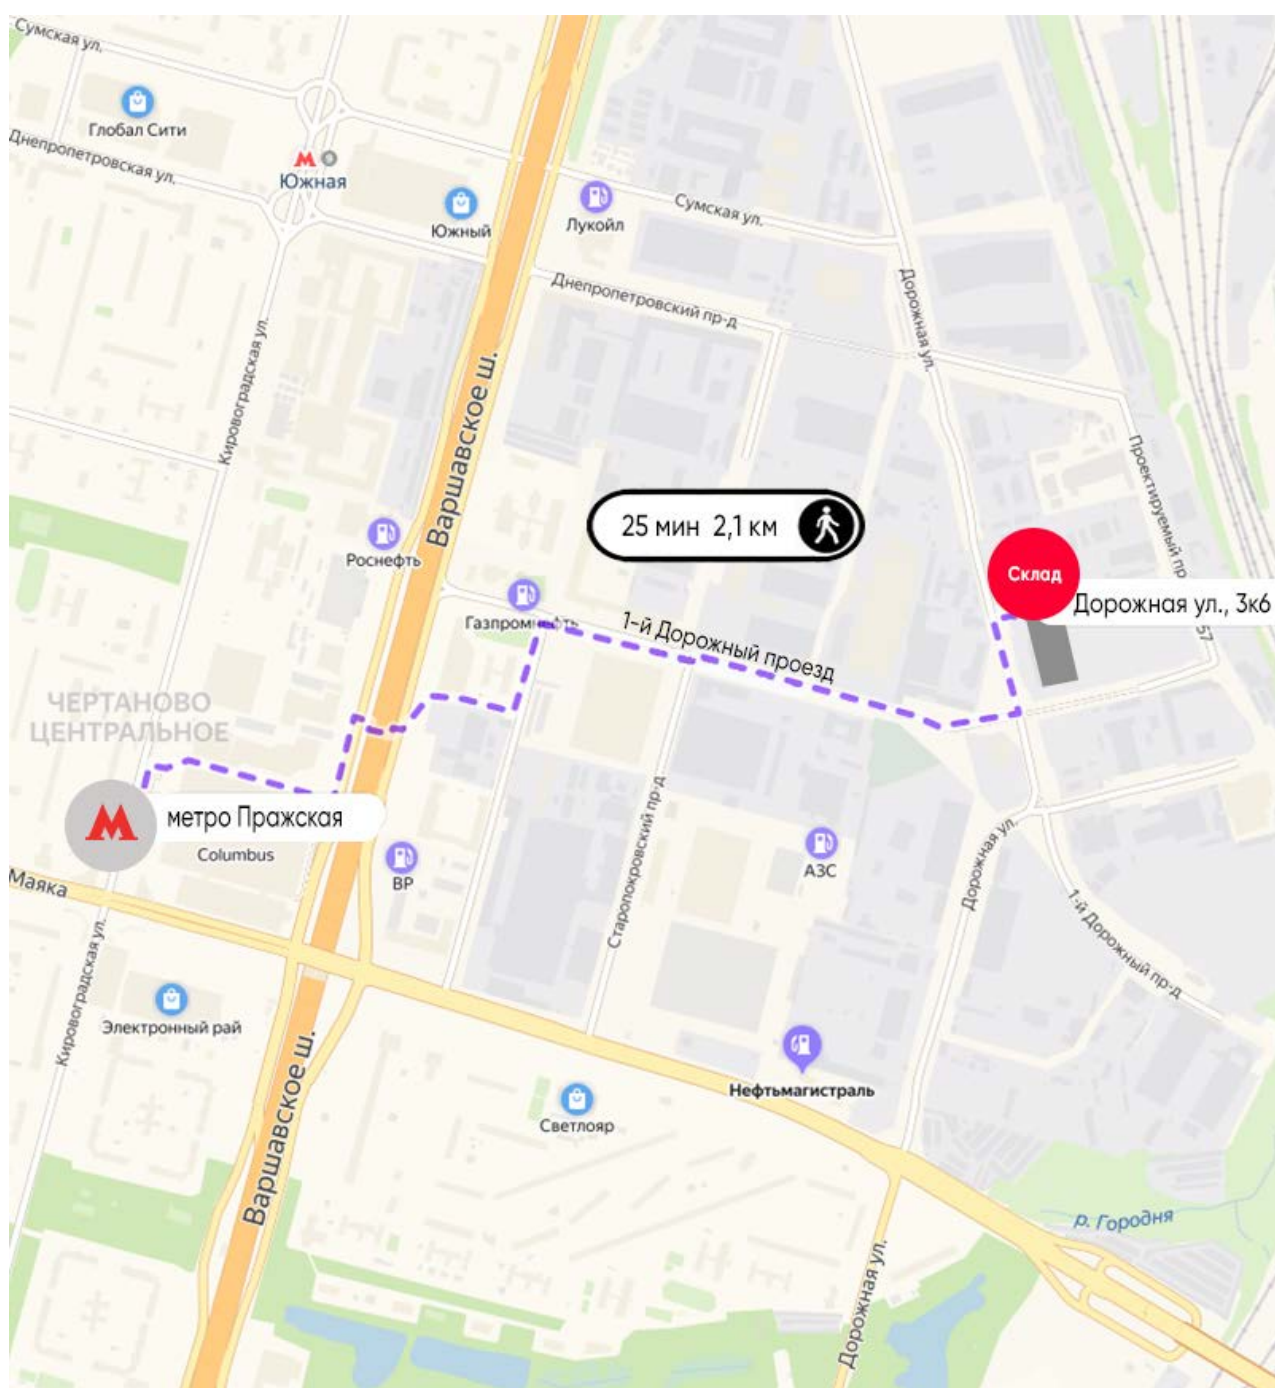 Сумская ул.
Глобал Сити
Днепропетровская ул.
М
Южная
Южный
Лукойл
Сумская ул.
Днепропетровский пр-д
Дорожная ул.
Кировоградская ул.
Варшавское ш.
Проектируемый пр
57
25 мин 2,1 км
Роснефть
Газпромнефть
1-й Дорожный проезд
Склад
Дорожная ул., 3к6
ЧЕРТАНОВО
ЦЕНТРАЛЬНОЕ
М
метро Пражская
Columbus
BP
АЗС
Старопокровский пр-д
Дорожная ул.
1-й Дорожный пр-д
Маяка
Кировоградская ул.
Электронный рай
Варшавское ш.
Нефтьмагистраль
Светлояр
р. Городня
Дорожная ул.